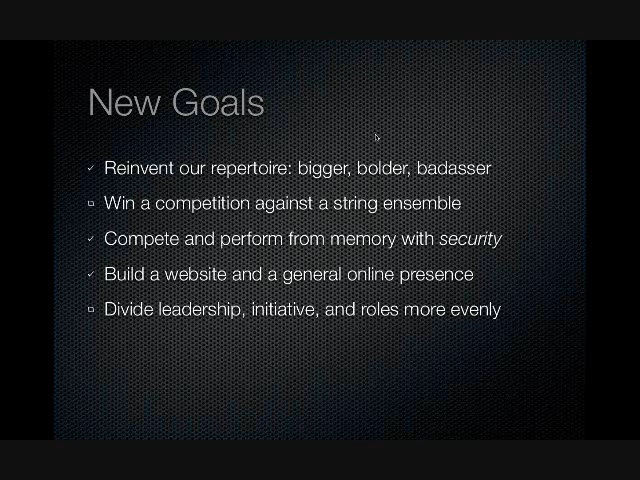 New Goals
✓ Reinvent our repertoire: bigger, bolder, badasser
▫ Win a competition against a string ensemble
✓ Compete and perform from memory with security
✓ Build a website and a general online presence
▫ Divide leadership, initiative, and roles more evenly